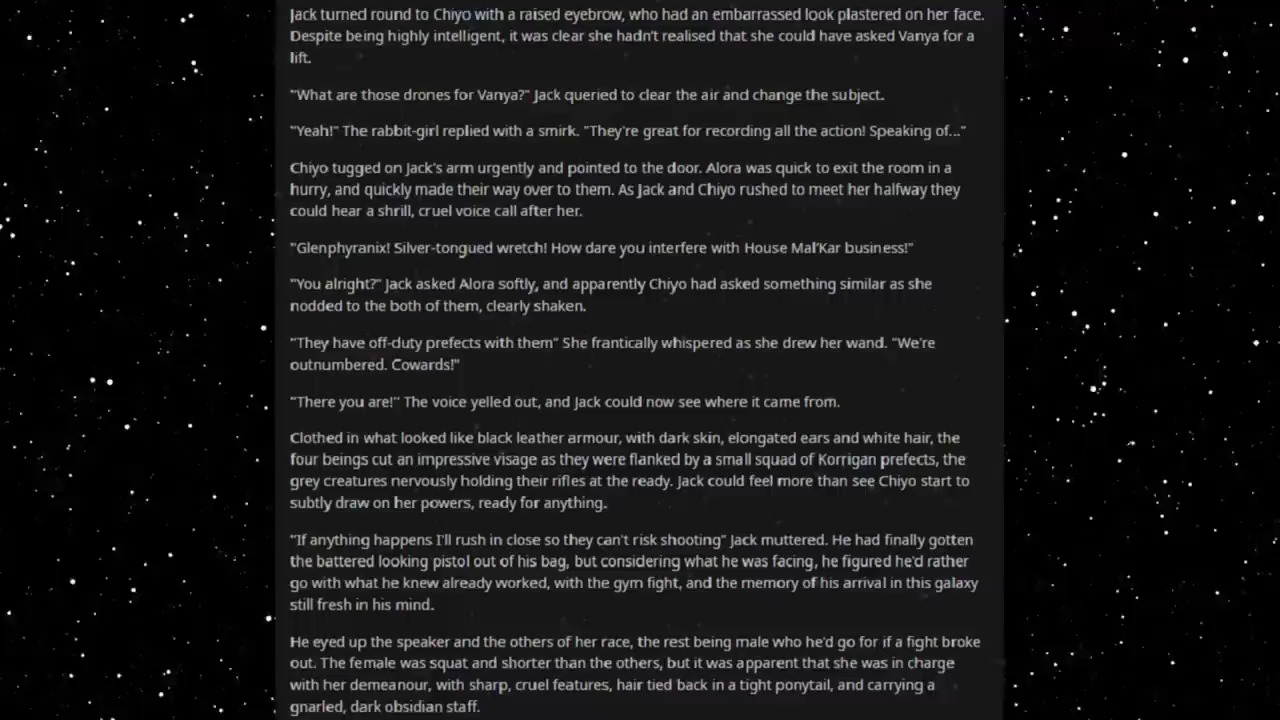 Jack turned round to Chiyo with a raised eyebrow, who had an embarrassed look plastered on her face.
Despite being highly intelligent, it was clear she hadn't realised that she could have asked Vanya for a
lift.
"What are those drones for Vanya?" Jack queried to clear the air and change the subject.
"Yeah!" The rabbit-girl replied with a smirk. "They're great for recording all the action! Speaking of..."
Chiyo tugged on Jack's arm urgently and pointed to the door. Alora was quick to exit the room in a
hurry, and quickly made their way over to them. As Jack and Chiyo rushed to meet her halfway they
could hear a shrill, cruel voice call after her.
"Glenphyranix! Silver-tongued wretch! How dare you interfere with House Mal'Kar business!"
"You alright?" Jack asked Alora softly, and apparently Chiyo had asked something similar as she
nodded to the both of them, clearly shaken.
"They have off-duty prefects with them" She frantically whispered as she drew her wand. "We're
outnumbered. Cowards!"
"There you are!" The voice yelled out, and Jack could now see where it came from.
Clothed in what looked like black leather armour, with dark skin, elongated ears and white hair, the
four beings cut an impressive visage as they were flanked by a small squad of Korrigan prefects, the
grey creatures nervously holding their rifles at the ready. Jack could feel more than see Chiyo start to
subtly draw on her powers, ready for anything.
"If anything happens I'll rush in close so they can't risk shooting" Jack muttered. He had finally gotten
the battered looking pistol out of his bag, but considering what he was facing, he figured he'd rather
go with what he knew already worked, with the gym fight, and the memory of his arrival in this galaxy
still fresh in his mind.
He eyed up the speaker and the others of her race, the rest being male who he'd go for if a fight broke
out. The female was squat and shorter than the others, but it was apparent that she was in charge
with her demeanour, with sharp, cruel features, hair tied back in a tight ponytail, and carrying a
gnarled, dark obsidian staff.